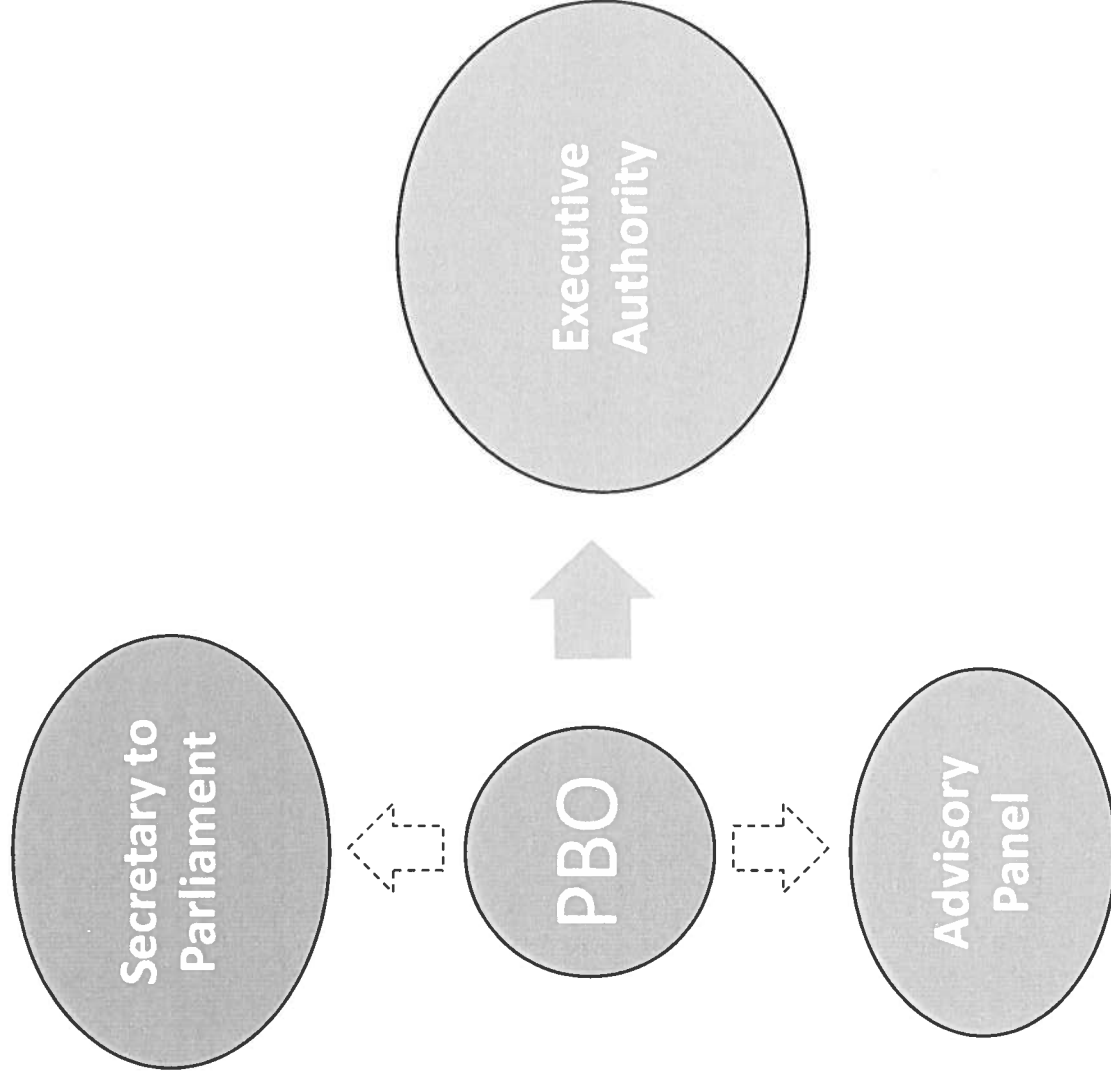 Advisory
Panel
PBO
Secretary to
Parliament
Executive
Authority